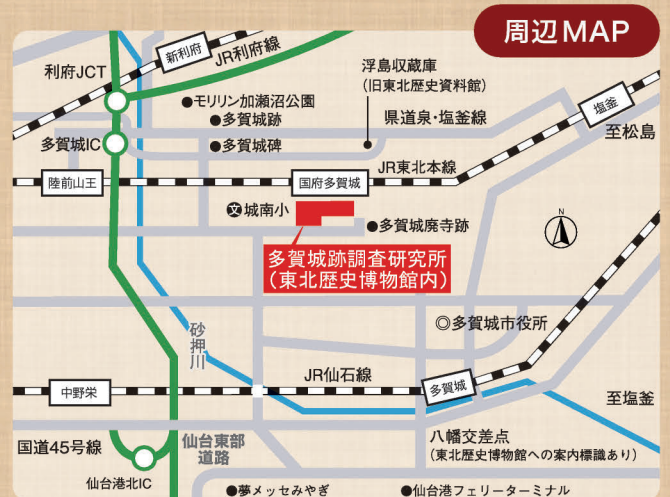 周辺MAP
新利府
JR利府線
利府JCT
浮島収蔵庫
(旧東北歴史資料館)
●モリリン加瀬沼公園
●多賀城跡
県道泉・塩釜線
塩釜
至松島
多賀城IC
●多賀城碑
JR東北本線
陸前山王
国府多賀城
文城南小
●多賀城廃寺跡
N
多賀城跡調査研究所
(東北歴史博物館内)
砂押川
◎多賀城市役所
JR仙石線
中野栄
多賀城
至塩釜
国道45号線
仙台東部
道路
八幡交差点
(東北歴史博物館への案内標識あり)
仙台港北IC
●夢メッセみやぎ
●仙台港フェリーターミナル